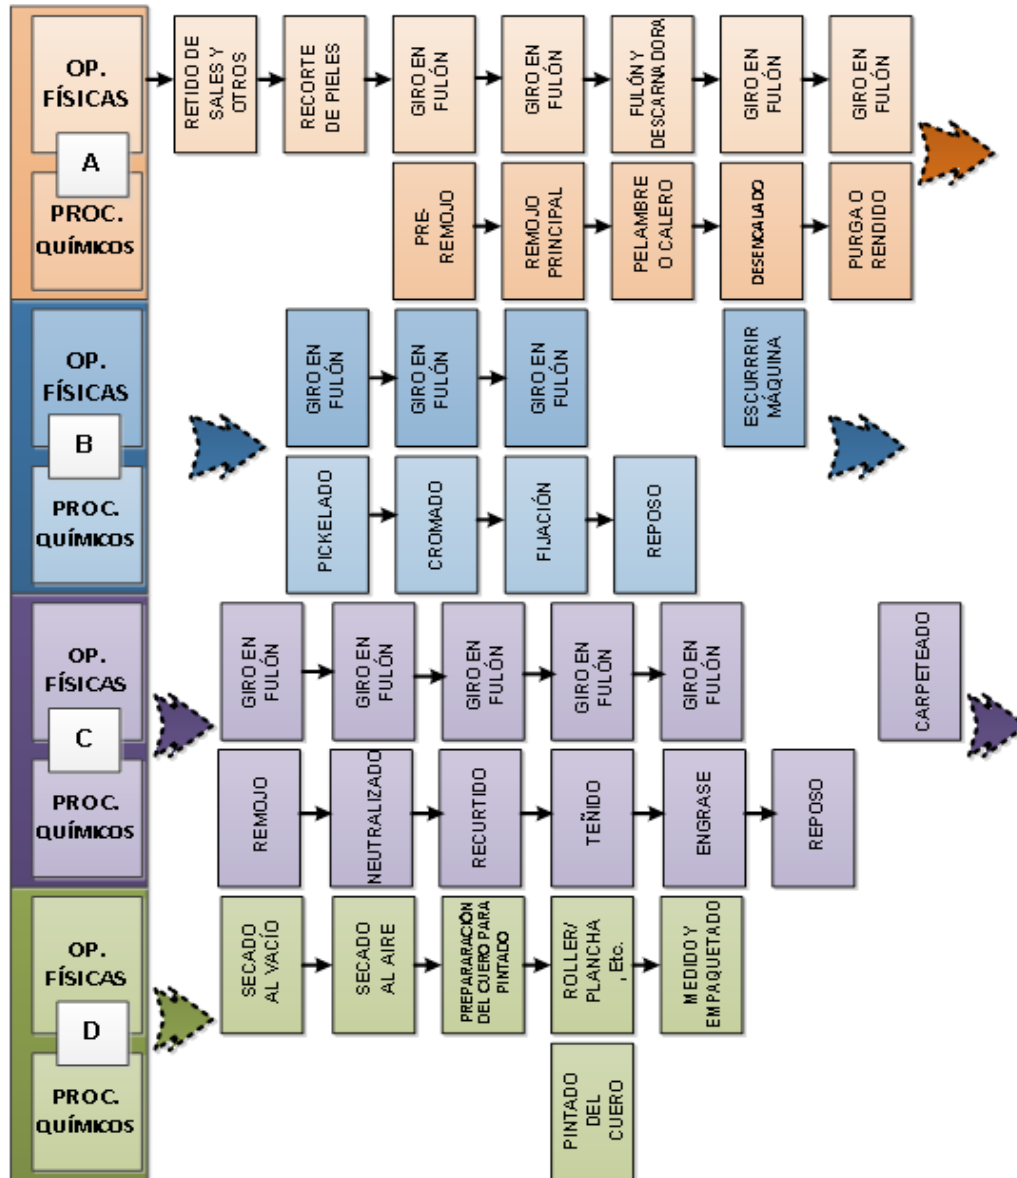 OP.
FÍSICAS
A
PROC.
QUÍMICOS
RETIDO DE
SALES Y
OTROS
RECORTE
DE PIELES
GIRO EN
FULÓN
GIRO EN
FULÓN
FULÓN Y
DESCARNADORA
GIRO EN
FULÓN
GIRO EN
FULÓN
PRE-
REMOJO
REMOJO
PRINCIPAL
PELAMBRE
O CALERO
DESENCALADO
PURGA O
RENDIDO
OP.
FÍSICAS
B
PROC.
QUÍMICOS
GIRO EN
FULÓN
GIRO EN
FULÓN
GIRO EN
FULÓN
ESCURRRIR
MÁQUINA
PICKELADO
CROMADO
FIJACIÓN
REPOSO
OP.
FÍSICAS
C
PROC.
QUÍMICOS
GIRO EN
FULÓN
GIRO EN
FULÓN
GIRO EN
FULÓN
GIRO EN
FULÓN
GIRO EN
FULÓN
CARPETEADO
REMOJO
NEUTRALIZADO
RECURTIDO
TEÑIDO
ENGRASE
REPOSO
OP.
FÍSICAS
D
PROC.
QUÍMICOS
SECADO
AL VACÍO
SECADO
AL AIRE
PREPARARACIÓN
DEL CUERO PARA
PINTADO
ROLLER/
PLANCHA
, Etc.
MEDIDO Y
EMPAQUETADO
PINTADO
DEL
CUERO